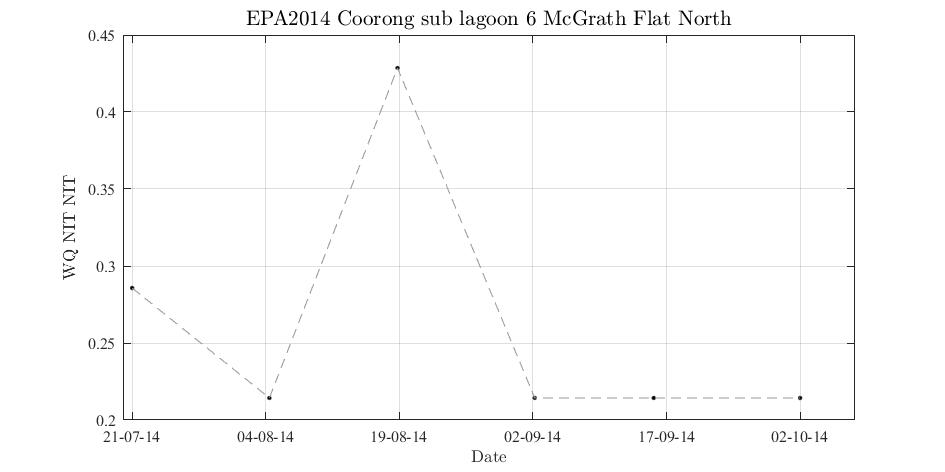 EPA2014 Coorong sub lagoon 6 McGrath Flat North
0.45
0.4
0.35
0.3
0.25
0.2
WQ NIT NIT
21-07-14 04-08-14 19-08-14 02-09-14 17-09-14 02-10-14
Date